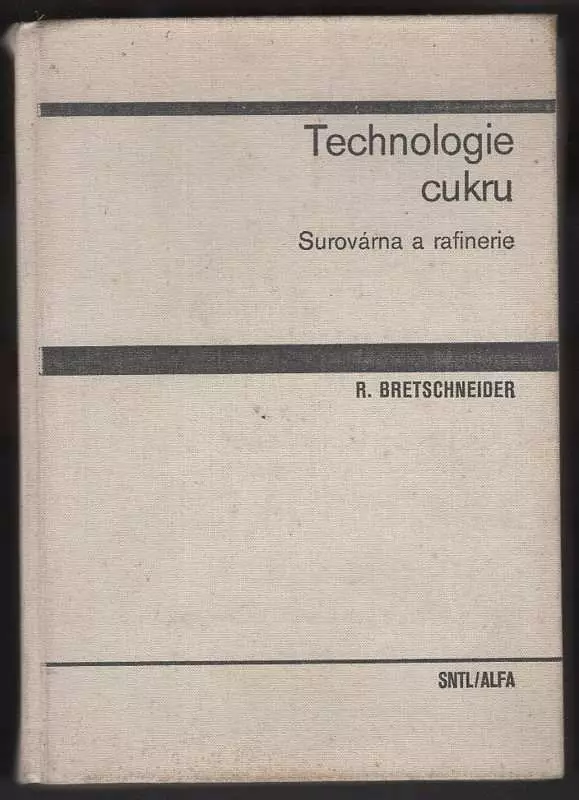 Technologie
cukru
Surovárna a rafinerie
R. BRETSCHNEIDER
SNTL/ALFA